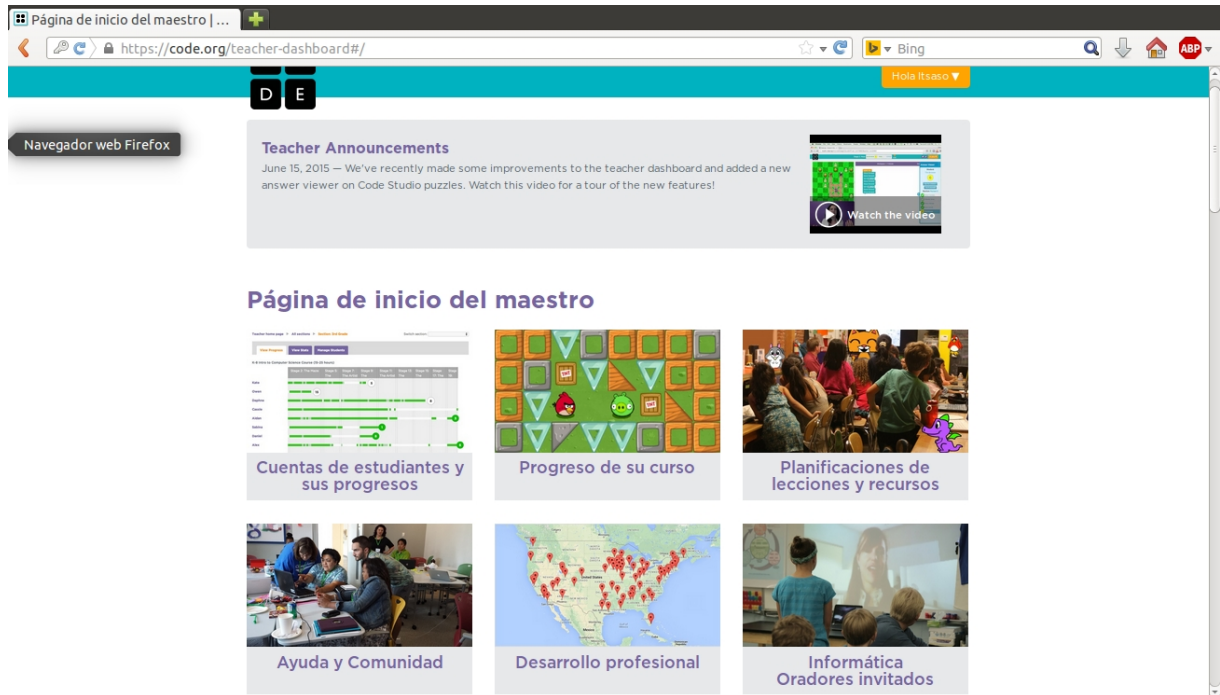 Página de inicio del maestro | ...
https://code.org/teacher-dashboard#/
Bing
ABP
Hola Itsaso ▼
D E
Navegador web Firefox
Teacher Announcements
June 15, 2015 — We've recently made some improvements to the teacher dashboard and added a new
answer viewer on Code Studio puzzles. Watch this video for a tour of the new features!
Watch the video
Página de inicio del maestro
Cuentas de estudiantes y
sus progresos
Progreso de su curso
Planificaciones de
lecciones y recursos
Ayuda y Comunidad
Desarrollo profesional
Informática
Oradores invitados